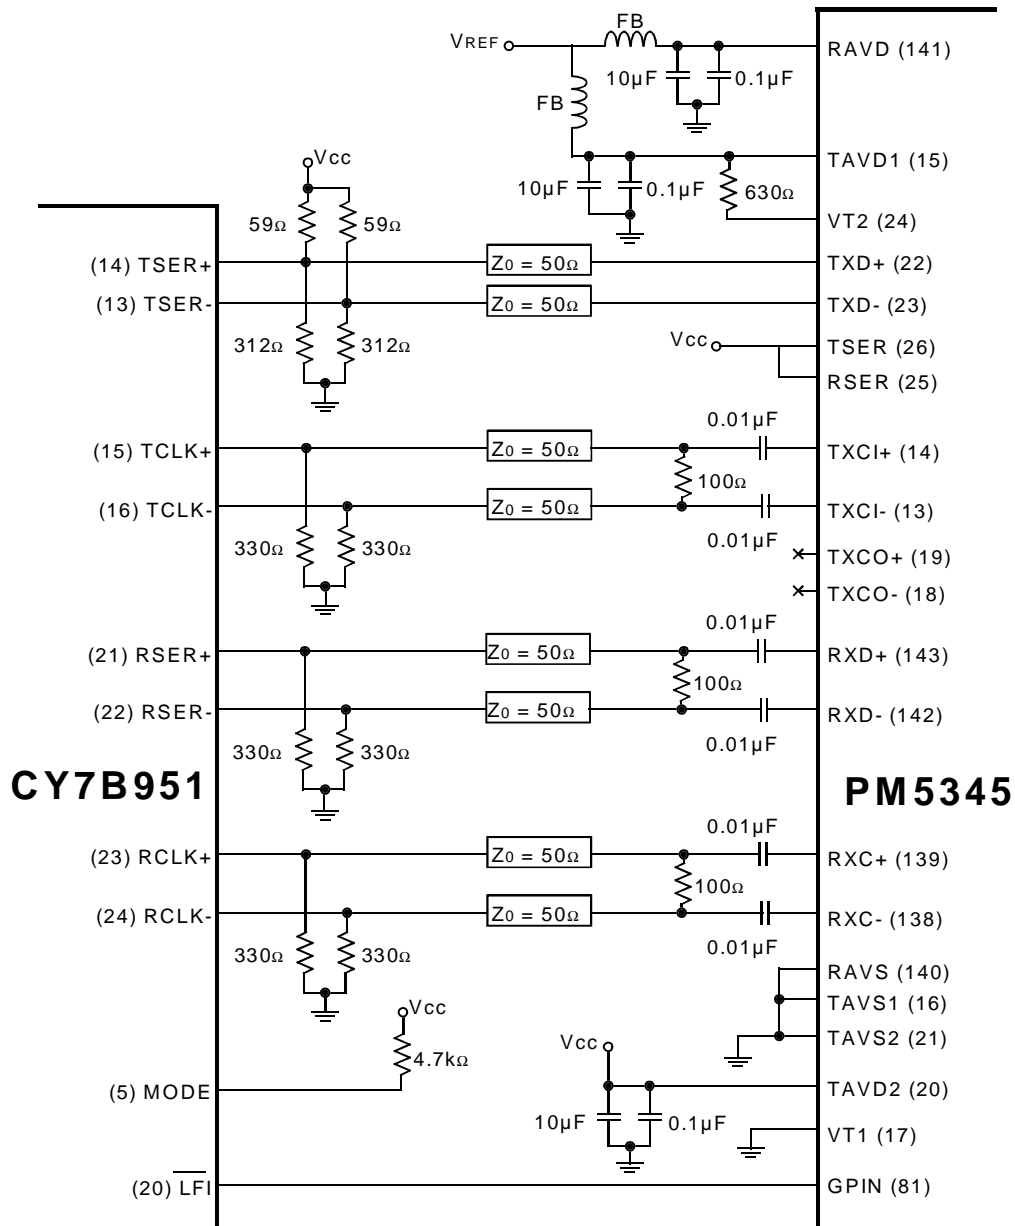 FB
VREF
RAVD (141)
10µF
0.1µF
FB
Vcc
TAVD1 (15)
10µF
0.1µF
630Ω
59Ω
59Ω
VT2 (24)
(14) TSER+
Z0 = 50Ω
TXD+ (22)
(13) TSER-
Z0 = 50Ω
TXD- (23)
312Ω
312Ω
Vcc
TSER (26)
RSER (25)
0.01µF
(15) TCLK+
Z0 = 50Ω
TXCI+ (14)
100Ω
(16) TCLK-
Z0 = 50Ω
TXCI- (13)
0.01µF
330Ω
330Ω
TXCO+ (19)
TXCO- (18)
0.01µF
(21) RSER+
Z0 = 50Ω
RXD+ (143)
100Ω
(22) RSER-
Z0 = 50Ω
RXD- (142)
0.01µF
330Ω
330Ω
CY7B951
PM5345
0.01µF
(23) RCLK+
Z0 = 50Ω
RXC+ (139)
100Ω
(24) RCLK-
Z0 = 50Ω
RXC- (138)
0.01µF
330Ω
330Ω
RAVS (140)
TAVS1 (16)
Vcc
TAVS2 (21)
Vcc
4.7kΩ
(5) MODE
TAVD2 (20)
10µF
0.1µF
VT1 (17)
(20) LFI
GPIN (81)